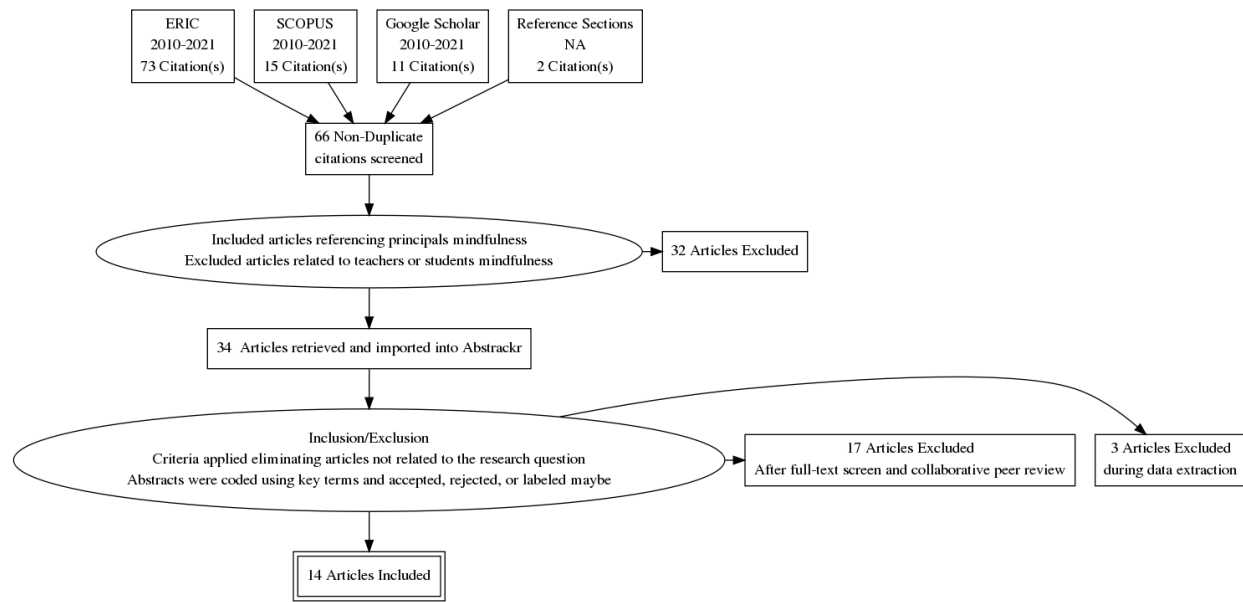 ERIC
2010-2021
73 Citation(s)
SCOPUS
2010-2021
15 Citation(s)
Google Scholar
2010-2021
11 Citation(s)
Reference Sections
NA
2 Citation(s)
66 Non-Duplicate
citations screened
Included articles referencing principals mindfulness
Excluded articles related to teachers or students mindfulness
32 Articles Excluded
34 Articles retrieved and imported into Abstrackr
Inclusion/Exclusion
Criteria applied eliminating articles not related to the research question
Abstracts were coded using key terms and accepted, rejected, or labeled maybe
17 Articles Excluded
After full-text screen and collaborative peer review
3 Articles Excluded
during data extraction
14 Articles Included